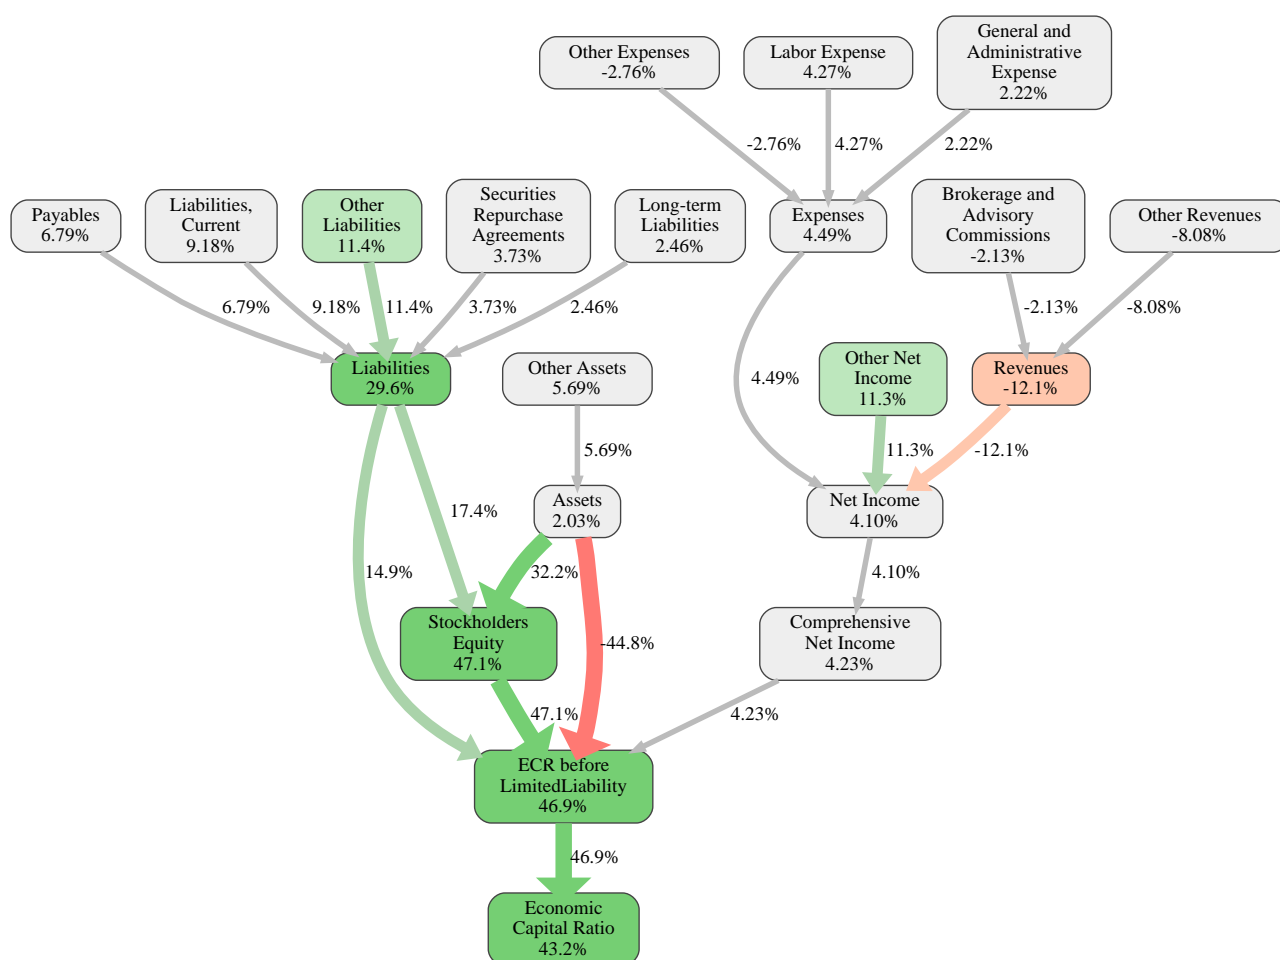 Other Expenses
-2.76%
Labor Expense
4.27%
General and
Administrative
Expense
2.22%
-2.76%
4.27%
2.22%
Payables
6.79%
Liabilities,
Current
9.18%
Other
Liabilities
11.4%
Securities
Repurchase
Agreements
3.73%
Long-term
Liabilities
2.46%
Expenses
4.49%
Brokerage and
Advisory
Commissions
-2.13%
Other Revenues
-8.08%
6.79%
9.18%
11.4%
3.73%
2.46%
-2.13%
-8.08%
Liabilities
29.6%
Other Assets
5.69%
4.49%
Other Net
Income
11.3%
Revenues
-12.1%
5.69%
11.3%
-12.1%
Assets
2.03%
Net Income
4.10%
17.4%
14.9%
32.2%
4.10%
Stockholders
Equity
47.1%
-44.8%
Comprehensive
Net Income
4.23%
47.1%
4.23%
ECR before
LimitedLiability
46.9%
46.9%
Economic
Capital Ratio
43.2%